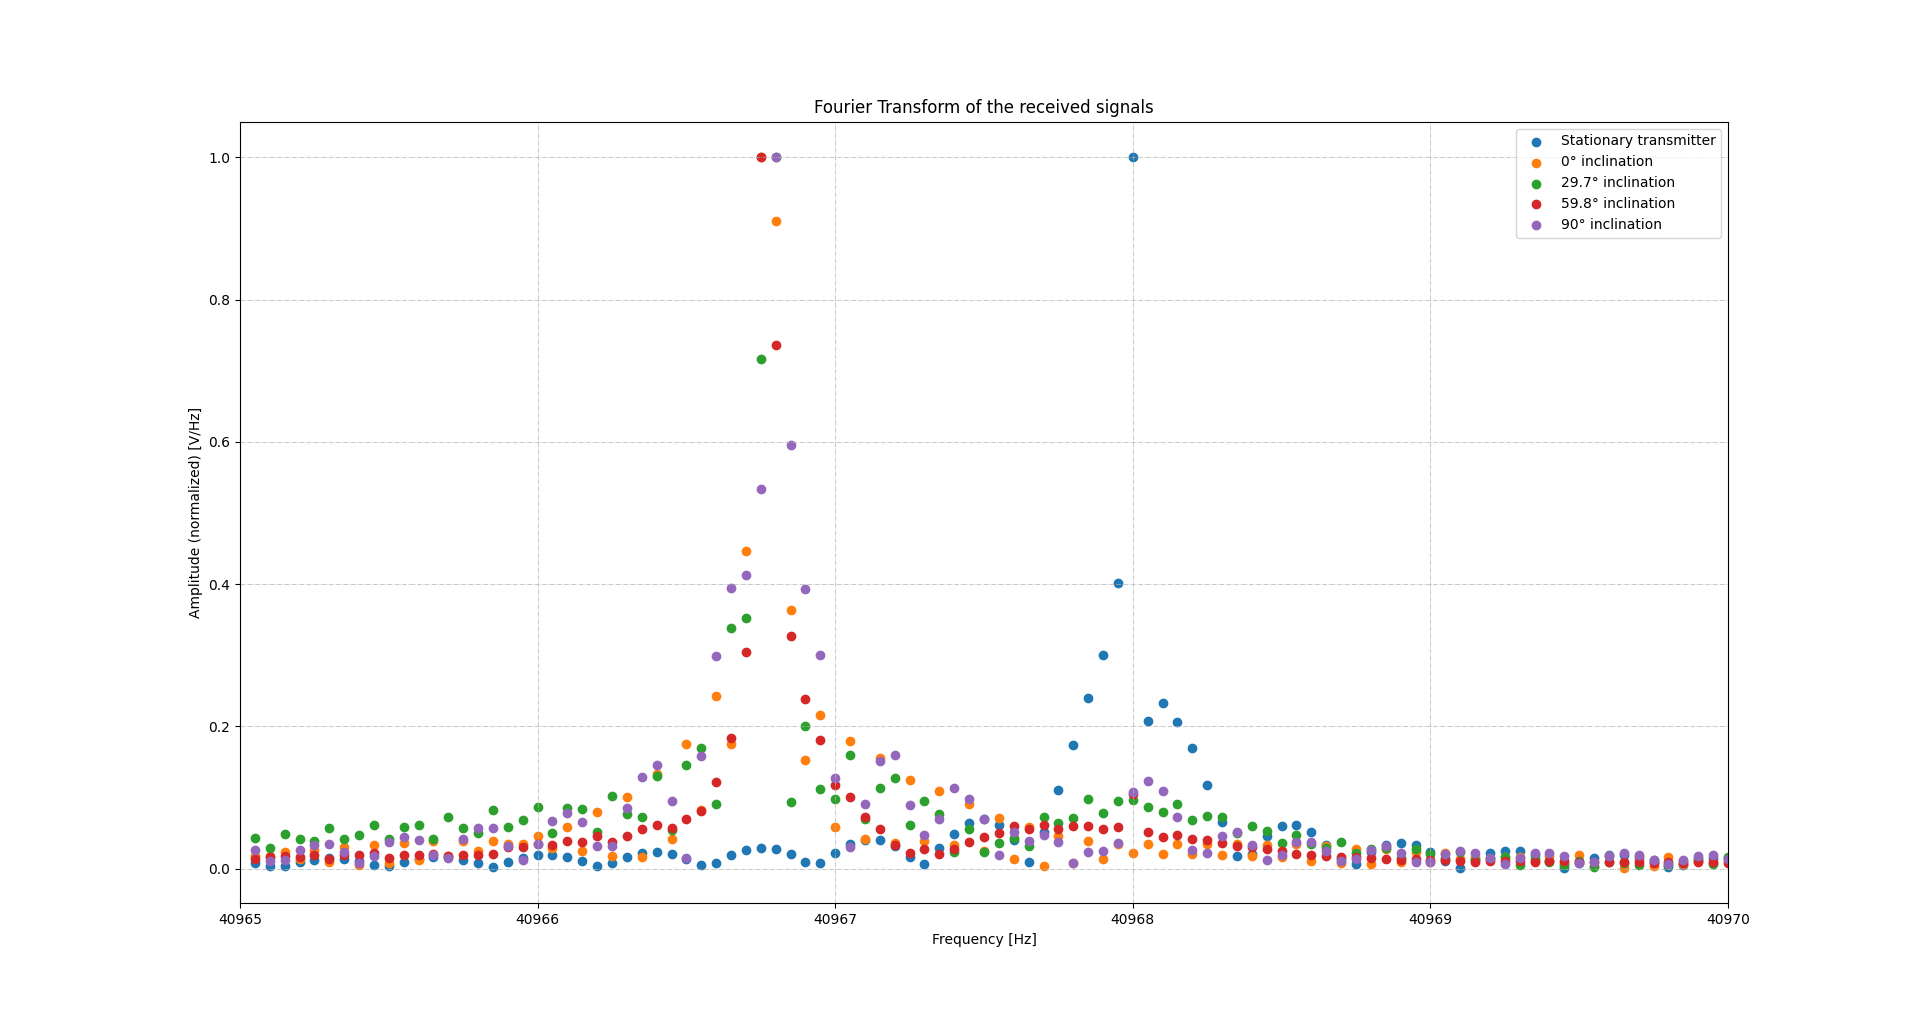 Fourier Transform of the received signals
Stationary transmitter
0° inclination
29.7° inclination
59.8° inclination
90° inclination
1.0
0.8
0.6
0.4
0.2
0.0
Amplitude (normalized) [V/Hz]
40965 40966 40967 40968 40969 40970
Frequency [Hz]